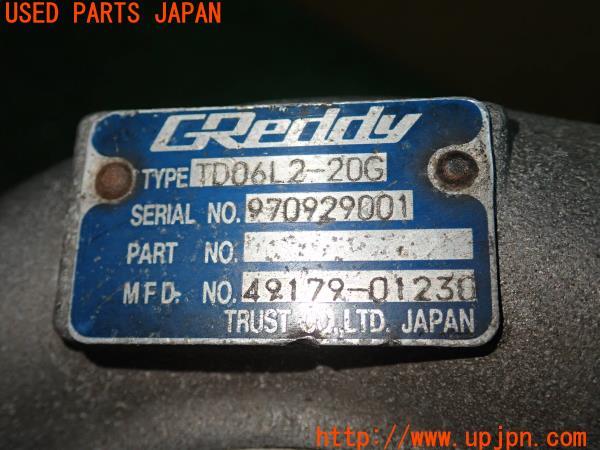 USED PARTS JAPAN
GReddy
TYPE TD06L2-20G
SERIAL NO. 970929001
PART NO.
MFD. NO. 49179-01230
TRUST CO.,LTD. JAPAN
http://www.upjpn.com/